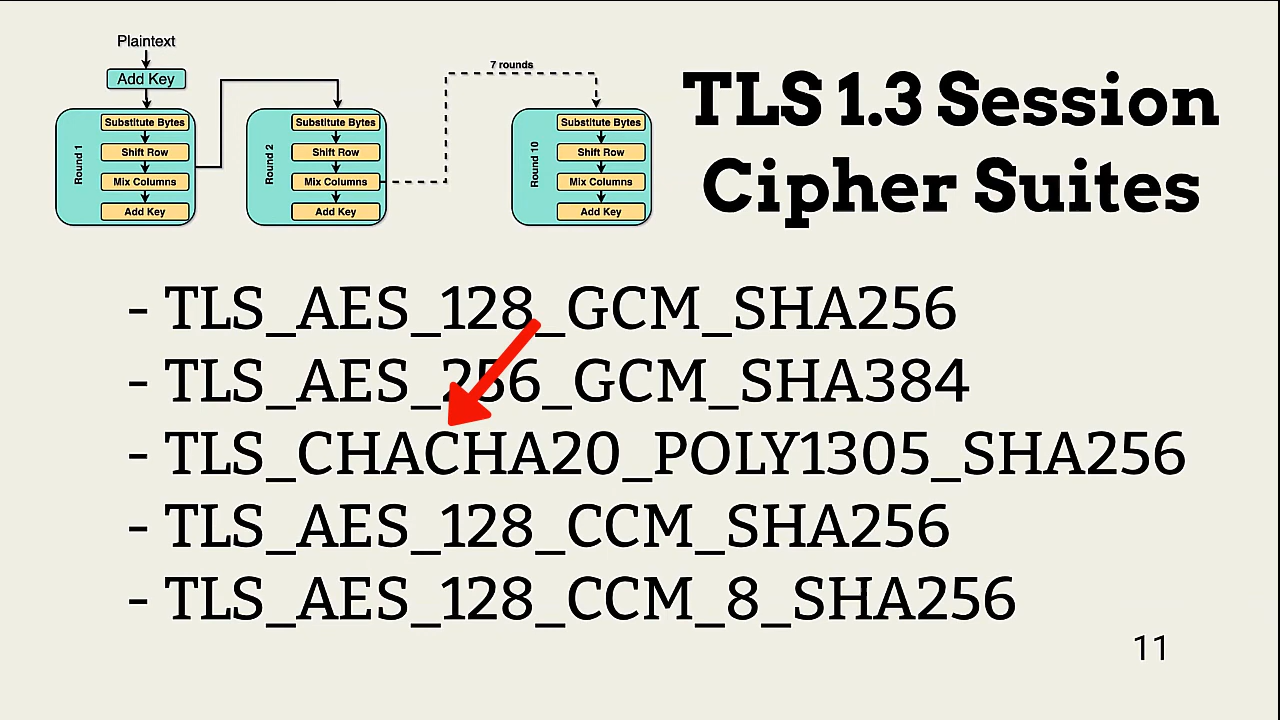 Plaintext
Add Key
Round 1
Substitute Bytes
Shift Row
Mix Columns
Add Key
Round 2
Substitute Bytes
Shift Row
Mix Columns
Add Key
7 rounds
Round 10
Substitute Bytes
Shift Row
Mix Columns
Add Key
TLS 1.3 Session
Cipher Suites
- TLS_AES_128_GCM_SHA256
- TLS_AES_256_GCM_SHA384
- TLS_CHACHA20_POLY1305_SHA256
- TLS_AES_128_CCM_SHA256
- TLS_AES_128_CCM_8_SHA256
11